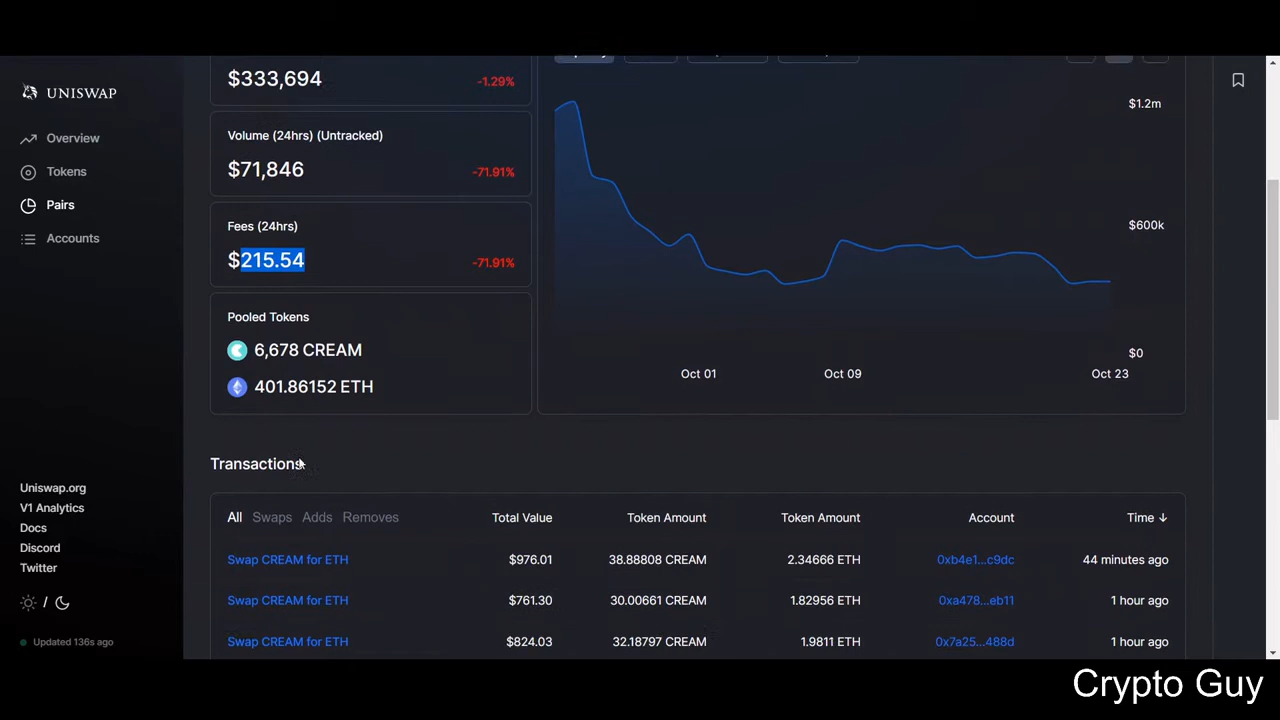 UNISWAP
Overview
Tokens
Pairs
Accounts
Uniswap.org
V1 Analytics
Docs
Discord
Twitter
/
Updated 136s ago
$333,694 -1.29%
Volume (24hrs) (Untracked)
$71,846 -71.91%
Fees (24hrs)
$215.54 -71.91%
Pooled Tokens
6,678 CREAM
401.86152 ETH
$1.2m
$600k
$0
Oct 01 Oct 09 Oct 23
Transactions
All Swaps Adds Removes Total Value Token Amount Token Amount Account Time ↓
Swap CREAM for ETH $976.01 38.88808 CREAM 2.34666 ETH 0xb4e1...c9dc 44 minutes ago
Swap CREAM for ETH $761.30 30.00661 CREAM 1.82956 ETH 0xa478...eb11 1 hour ago
Swap CREAM for ETH $824.03 32.18797 CREAM 1.9811 ETH 0x7a25...488d 1 hour ago
Crypto Guy